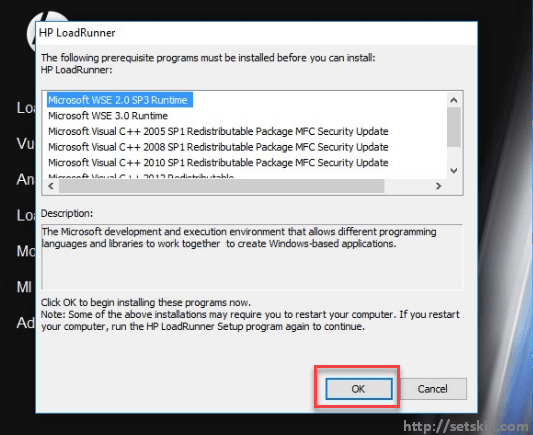 HP LoadRunner
The following prerequisite programs must be installed before you can install:
HP LoadRunner:
Microsoft WSE 2.0 SP3 Runtime
Microsoft WSE 3.0 Runtime
Microsoft Visual C++ 2005 SP1 Redistributable Package MFC Security Update
Microsoft Visual C++ 2008 SP1 Redistributable Package MFC Security Update
Microsoft Visual C++ 2010 SP1 Redistributable Package MFC Security Update
Microsoft Visual C++ 2012 Redistributable
Description:
The Microsoft development and execution environment that allows different programming
languages and libraries to work together to create Windows-based applications.
Click OK to begin installing these programs now.
Note: Some of the above installations may require you to restart your computer. If you restart
your computer, run the HP LoadRunner Setup program again to continue.
OK Cancel
Loa
Vu
An
Loa
Mo
MI
Ad